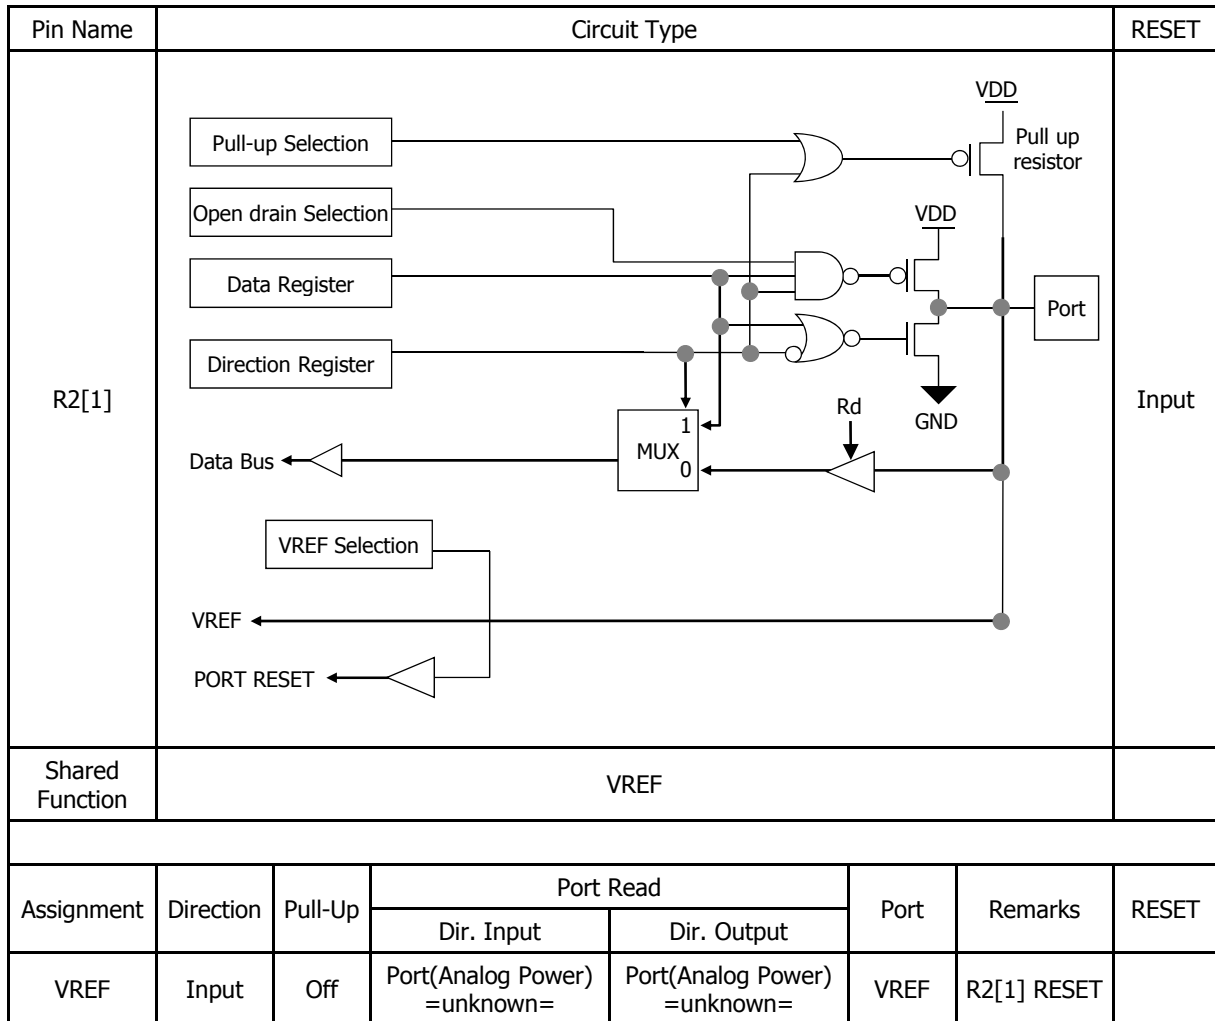 Pin Name
Circuit Type
RESET
R2[1]
VDD
Pull-up Selection
Pull up
resistor
Open drain Selection
VDD
Data Register
Port
Direction Register
Rd
GND
1
MUX
0
Data Bus
VREF Selection
VREF
PORT RESET
Input
Shared
Function
VREF
Assignment
Direction
Pull-Up
Port Read
Dir. Input
Dir. Output
Port
Remarks
RESET
VREF
Input
Off
Port(Analog Power)
=unknown=
Port(Analog Power)
=unknown=
VREF
R2[1] RESET